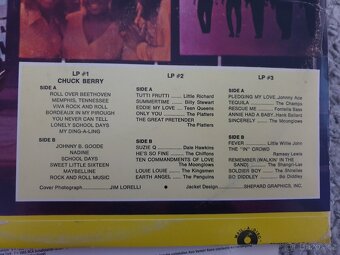 LP #1
CHUCK BERRY
SIDE A
ROLL OVER BEETHOVEN
MEMPHIS, TENNESSEE
VIVA ROCK AND ROLL
BORDEAUX IN MY PIROUGH
YOU NEVER CAN TELL
LONELY SCHOOL DAYS
MY DING-A-LING
SIDE B
JOHNNY B. GOODE
NADINE
SCHOOL DAYS
SWEET LITTLE SIXTEEN
MAYBELLINE
ROCK AND ROLL MUSIC
LP #2
SIDE A
TUTTI FRUTTI ....... Little Richard
SUMMERTIME ...... Billy Stewart
EDDIE MY LOVE .. Teen Queens
ONLY YOU ......... The Platters
THE GREAT PRETENDER
The Platters
SIDE B
SUZIE Q ............ Dale Hawkins
HE'S SO FINE .... The Chiffons
TEN COMMANDMENTS OF LOVE
The Moonglows
LOUIE LOUIE .... The Kingsmen
EARTH ANGEL .... The Penguins
LP #3
SIDE A
PLEDGING MY LOVE Johnny Ace
TEQUILA .......... The Champs
RESCUE ME ..... Fontella Bass
ANNIE HAD A BABY. Hank Ballard
SINCERELY .... The Moonglows
SIDE B
FEVER ........ Little Willie John
THE "IN" CROWD
Ramsey Lewis
REMEMBER (WALKIN' IN THE
SAND) ......... The Shangri-Las
SOLDIER BOY .... The Shirelles
BO DIDDLEY ....... Bo Diddley
Cover Photograph ........ JIM LORELLI
Jacket Design .............. SHEPARD GRAPHICS, INC.